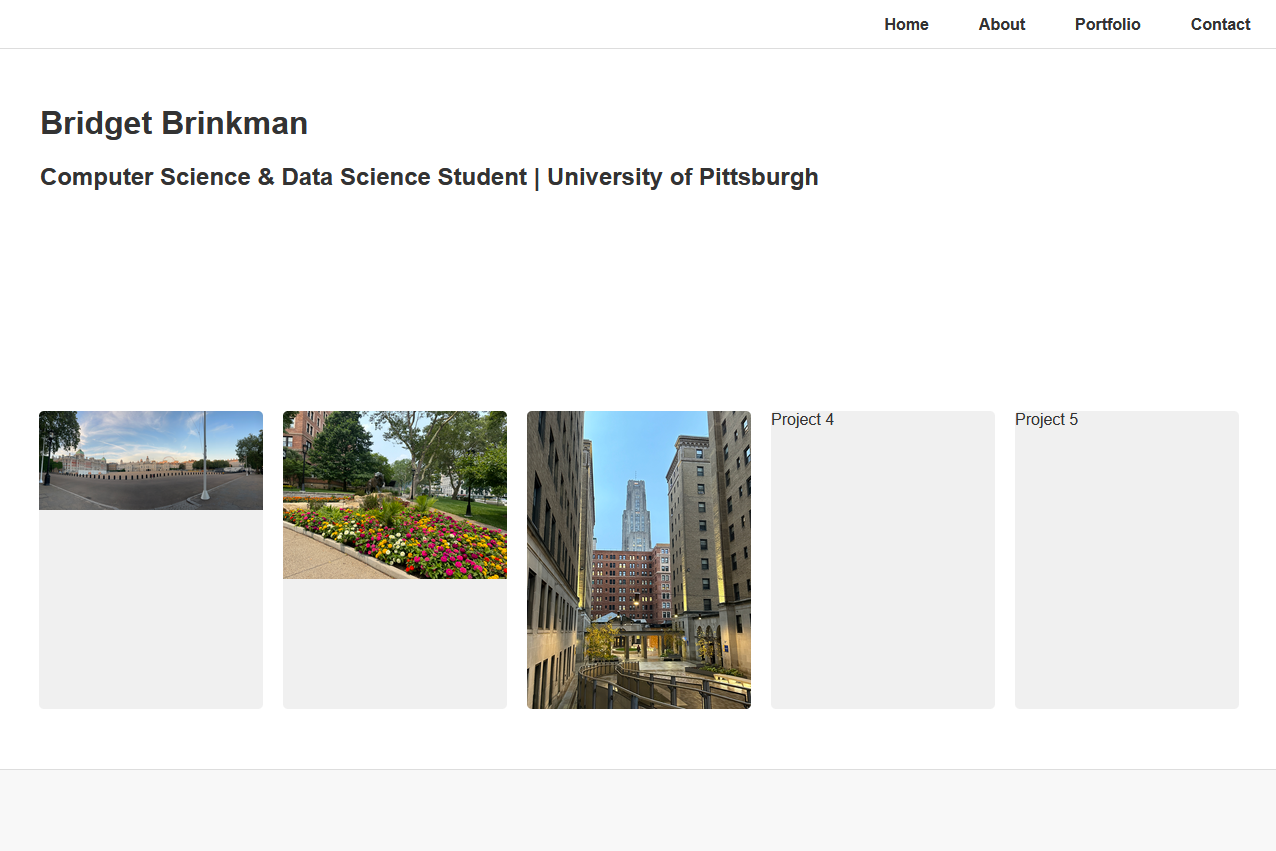 Home About Portfolio Contact
Bridget Brinkman
Computer Science & Data Science Student | University of Pittsburgh
Project 4 Project 5